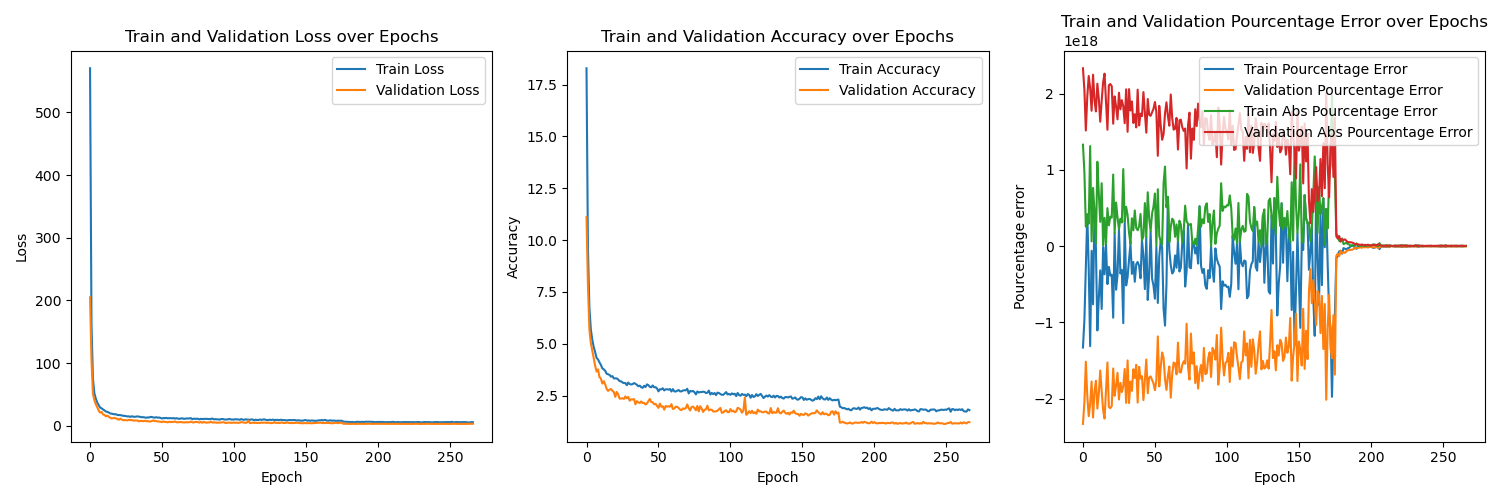 Train and Validation Loss over Epochs
Train Loss
Validation Loss
Loss
500
400
300
200
100
0
0 50 100 150 200 250
Epoch
Train and Validation Accuracy over Epochs
Train Accuracy
Validation Accuracy
Accuracy
17.5
15.0
12.5
10.0
7.5
5.0
2.5
0 50 100 150 200 250
Epoch
Train and Validation Pourcentage Error over Epochs
1e18
Train Pourcentage Error
Validation Pourcentage Error
Train Abs Pourcentage Error
Validation Abs Pourcentage Error
Pourcentage error
2
1
0
−1
−2
0 50 100 150 200 250
Epoch